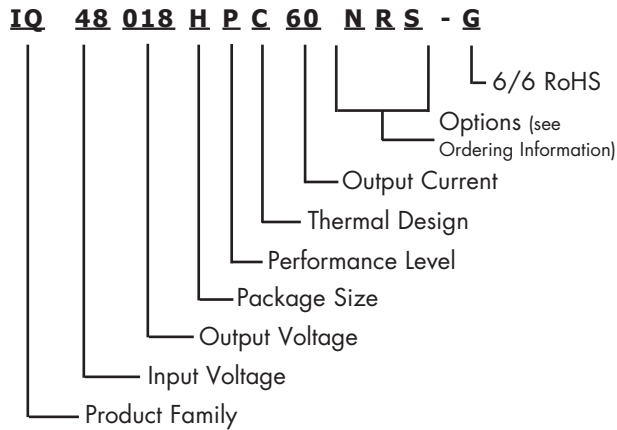 IQ 48 018 H P C 60 N R S - G
6/6 RoHS
Options (see
Ordering Information)
Output Current
Thermal Design
Performance Level
Package Size
Output Voltage
Input Voltage
Product Family